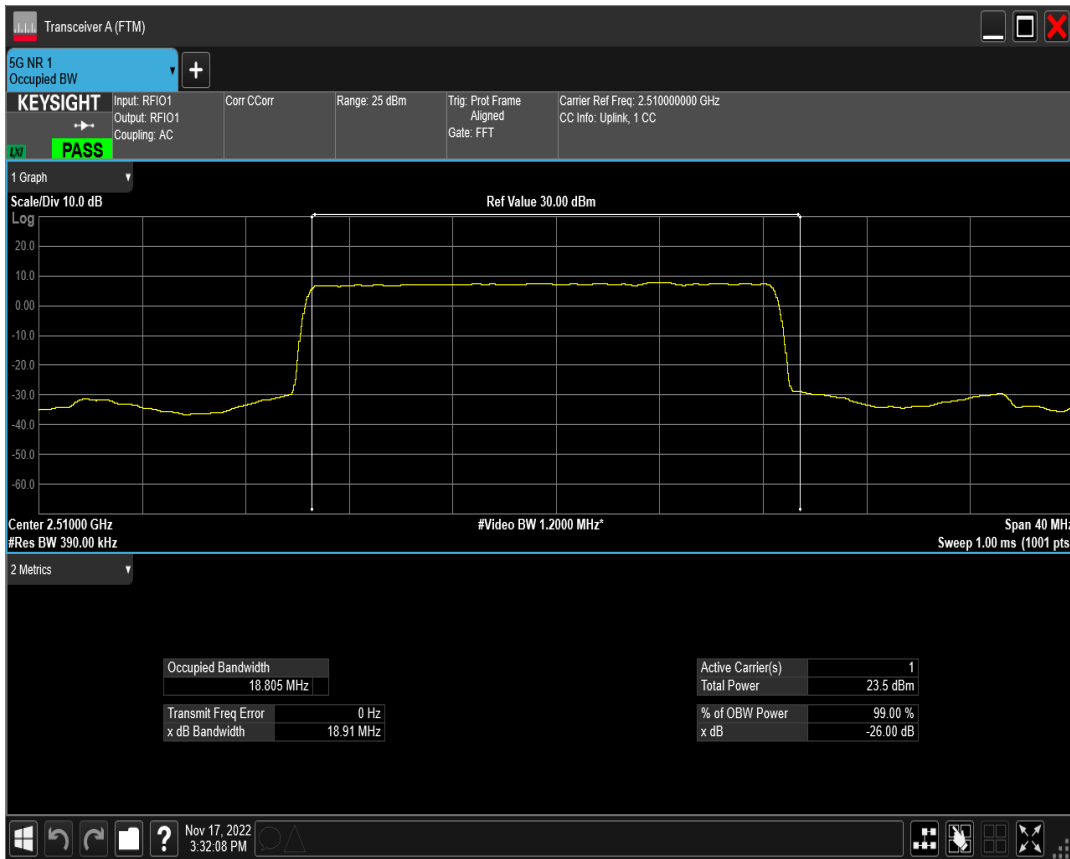 Transceiver A (FTM)
5G NR 1
Occupied BW
+
KEYSIGHT
LXI
PASS
Input: RFIO1
Output: RFIO1
Coupling: AC
Corr CCorr
Range: 25 dBm
Trig: Prot Frame
Aligned
Gate: FFT
Carrier Ref Freq: 2.510000000 GHz
CC Info: Uplink, 1 CC
1 Graph
Scale/Div 10.0 dB
Ref Value 30.00 dBm
Log
20.0
10.0
0.00
-10.0
-20.0
-30.0
-40.0
-50.0
-60.0
Center 2.51000 GHz
#Video BW 1.2000 MHz*
Span 40 MHz
#Res BW 390.00 kHz
Sweep 1.00 ms (1001 pts
2 Metrics
Occupied Bandwidth
18.805 MHz
Transmit Freq Error 0 Hz
x dB Bandwidth 18.91 MHz
Active Carrier(s) 1
Total Power 23.5 dBm
% of OBW Power 99.00 %
x dB -26.00 dB
?
Nov 17, 2022
3:32:08 PM